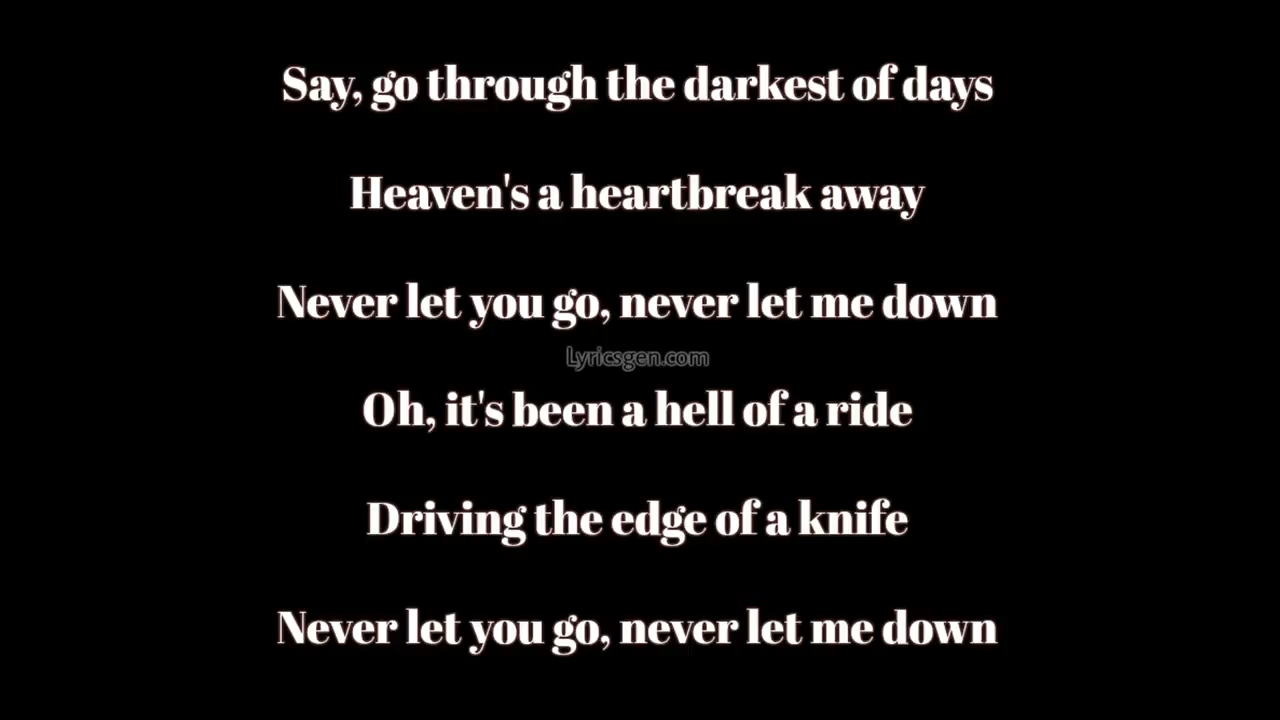 Say, go through the darkest of days
Heaven's a heartbreak away
Never let you go, never let me down
Lyricsgen.com
Oh, it's been a hell of a ride
Driving the edge of a knife
Never let you go, never let me down